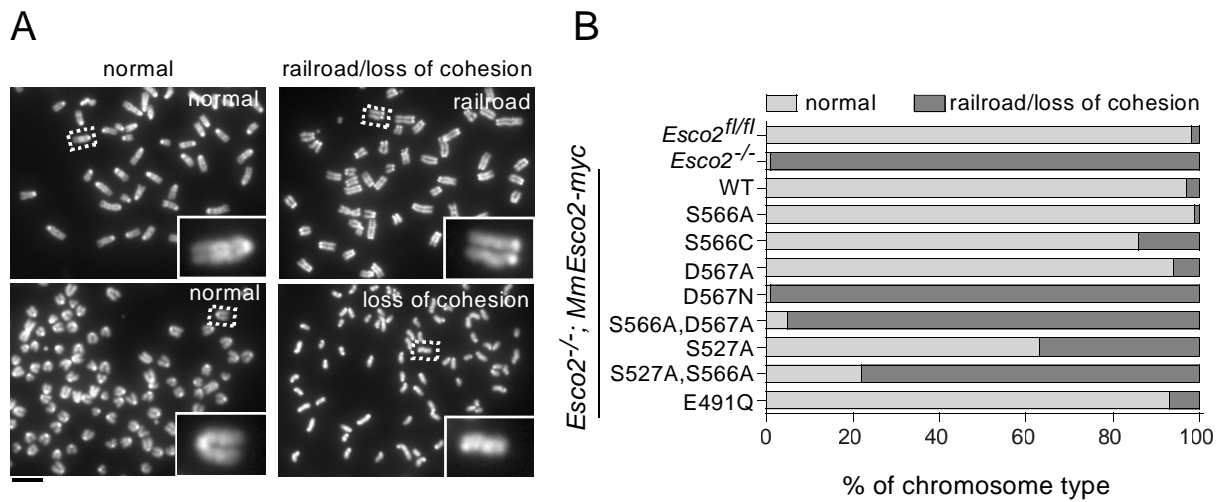 A
normal
railroad/loss of cohesion
normal
railroad
normal
loss of cohesion
B
normal
railroad/loss of cohesion
Esco2fl/fl
Esco2-/-
WT
S566A
S566C
D567A
D567N
S566A,D567A
S527A
S527A,S566A
E491Q
Esco2-/-; MmEsco2-myc
0 20 40 60 80 100
% of chromosome type